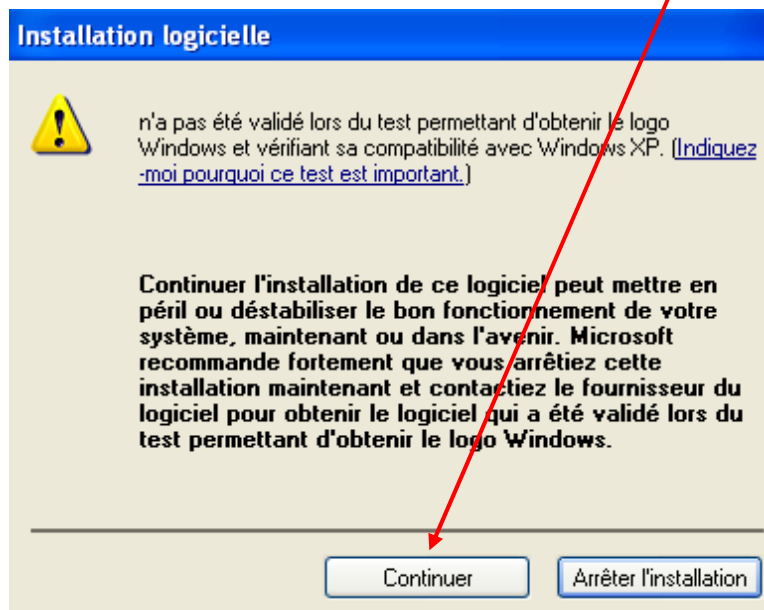 Installation logicielle
n'a pas été validé lors du test permettant d'obtenir le logo
Windows et vérifiant sa compatibilité avec Windows XP. (Indiquez
-moi pourquoi ce test est important.)
Continuer l'installation de ce logiciel peut mettre en
péril ou déstabiliser le bon fonctionnement de votre
système, maintenant ou dans l'avenir. Microsoft
recommande fortement que vous arrêtiez cette
installation maintenant et contactiez le fournisseur du
logiciel pour obtenir le logiciel qui a été validé lors du
test permettant d'obtenir le logo Windows.
Continuer
Arrêter l'installation